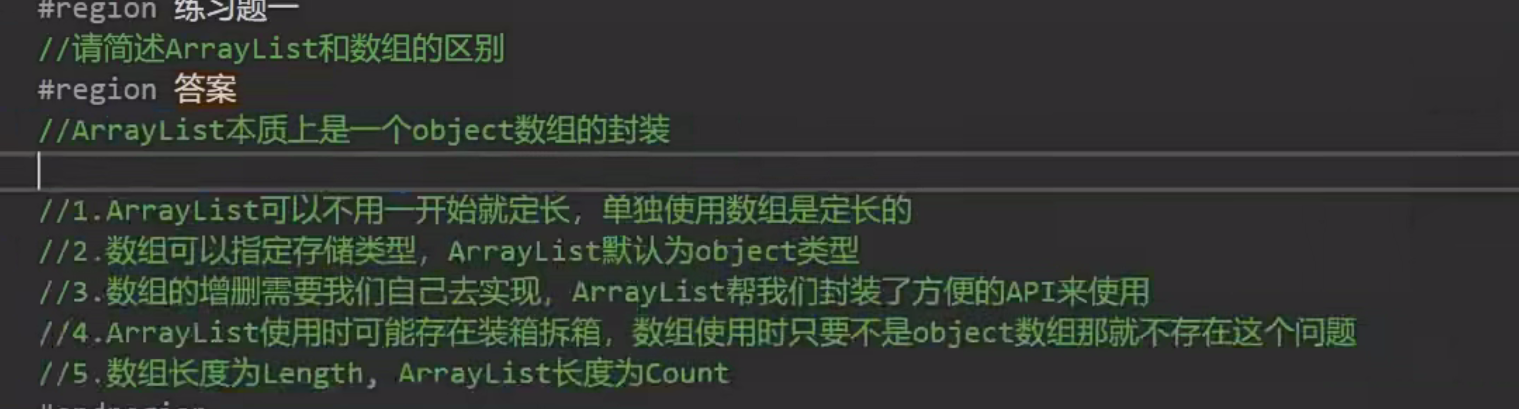 #region 练习题一
//请简述ArrayList和数组的区别
#region 答案
//ArrayList本质上是一个object数组的封装
//1.ArrayList可以不用一开始就定长，单独使用数组是定长的
//2.数组可以指定存储类型，ArrayList默认为object类型
//3.数组的增删需要我们自己去实现，ArrayList帮我们封装了方便的API来使用
//4.ArrayList使用时可能存在装箱拆箱，数组使用时只要不是object数组那就不存在这个问题
//5.数组长度为Length, ArrayList长度为Count